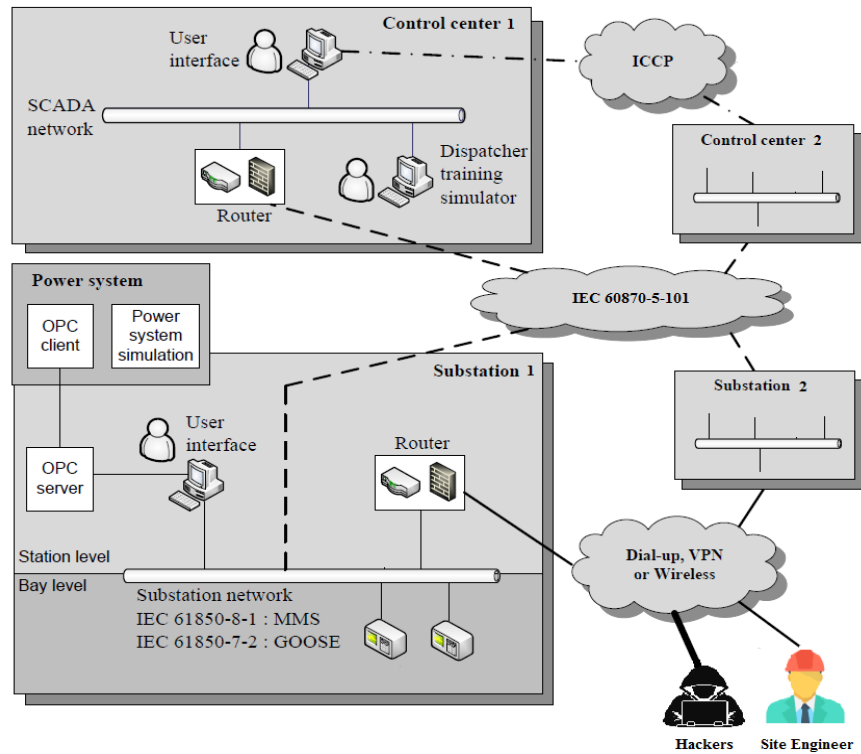 Control center 1
User
interface
ICCP
SCADA
network
Control center 2
Dispatcher
training
simulator
Router
Power system
IEC 60870-5-101
OPC
client
Power
system
simulation
Substation 1
Substation 2
User
interface
Router
OPC
server
Station level
Dial-up, VPN
or Wireless
Bay level
Substation network
IEC 61850-8-1 : MMS
IEC 61850-7-2 : GOOSE
Hackers
Site Engineer